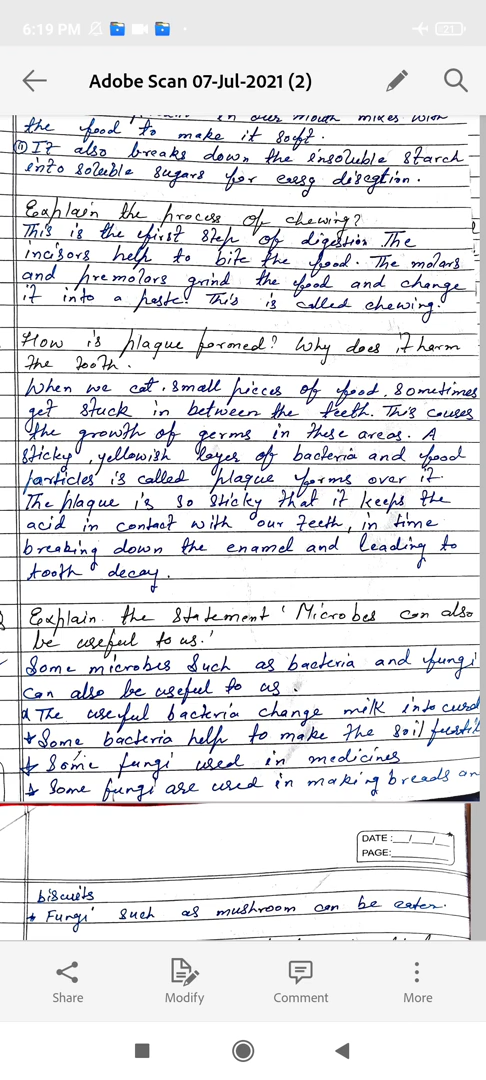 6:19 PM
21
Adobe Scan 07-Jul-2021 (2)
in our mouth mixes with
the food to make it soft.
(ii) It also breaks down the insoluble starch
into soluble sugars for easy
Explain the process of chewing?
This is the first step of digestion The
incisors help to bite the food. The molars
and premolars grind the food and change
it into a paste. This is called chewing.
How is plaque formed? Why does it harm
the tooth.
When we eat, small pieces of food, sometimes
get stuck in between the teeth. This causes
the growth of germs in these areas. A
sticky, yellowish layer of bacteria and food
particles is called plaque forms over it.
The plaque is so sticky that it keeps the
acid in contact with our teeth, in time
breaking down the enamel and leading to
tooth decay.
Explain the statement 'Microbes can also
be useful to us.'
Some microbes such as bacteria and fungi
can also be useful to us.
* The useful bacteria change milk into curd
* Some bacteria help to make the soil
* Some fungi used in medicines
* Some fungi are used in making breads an
DATE: __/__/__
PAGE: ______
biscuits
* Fungi such as mushroom can be eaten.
Share
Modify
Comment
More